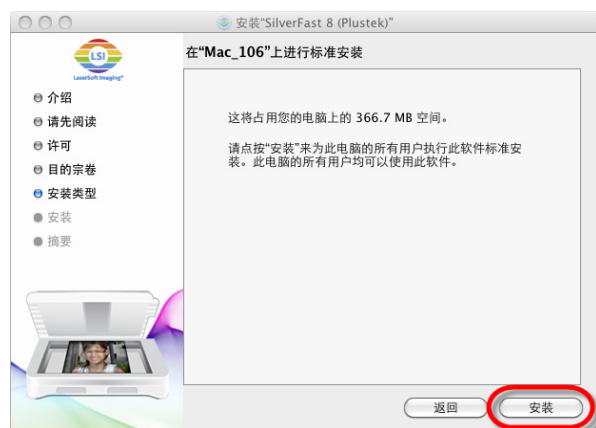 安装“SilverFast 8 (Plustek)”
LSI
LaserSoft Imaging™
在“Mac_106”上进行标准安装
介绍
请先阅读
许可
目的宗卷
安装类型
安装
摘要
这将占用您的电脑上的 366.7 MB 空间。
请点按“安装”来为此电脑的所有用户执行此软件标准安
装。此电脑的所有用户均可以使用此软件。
返回
安装